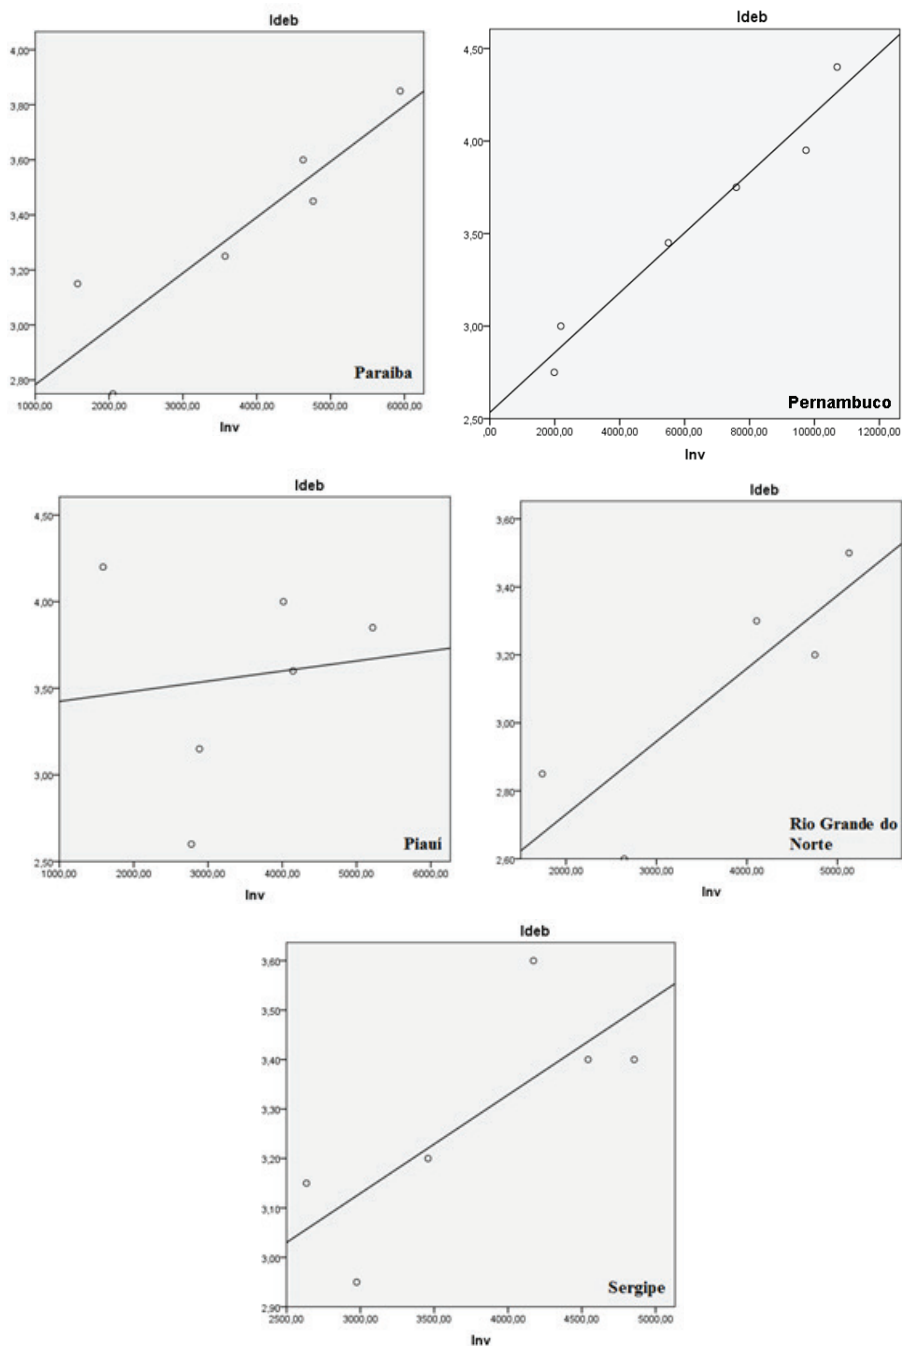 Ideb
4,00
3,80
3,60
3,40
3,20
3,00
2,80
1000,00 2000,00 3000,00 4000,00 5000,00 6000,00
Inv
Paraiba
Ideb
4,50
4,00
3,50
3,00
2,50
,00 2000,00 4000,00 6000,00 8000,00 10000,00 12000,00
Inv
Pernambuco
Ideb
4,50
4,00
3,50
3,00
2,50
1000,00 2000,00 3000,00 4000,00 5000,00 6000,00
Inv
Piauí
Ideb
3,60
3,40
3,20
3,00
2,80
2,60
2000,00 3000,00 4000,00 5000,00
Inv
Rio Grande do
Norte
Ideb
3,60
3,50
3,40
3,30
3,20
3,10
3,00
2,90
2500,00 3000,00 3500,00 4000,00 4500,00 5000,00
Inv
Sergipe